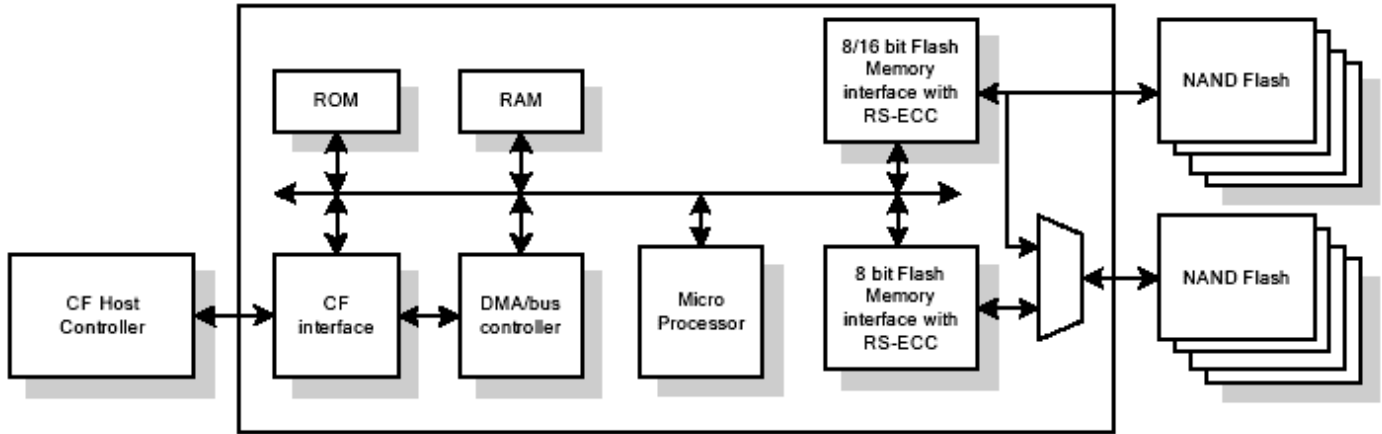 8/16 bit Flash
Memory
interface with
RS-ECC
NAND Flash
ROM
RAM
CF Host
Controller
CF
interface
DMA/bus
controller
Micro
Processor
8 bit Flash
Memory
interface with
RS-ECC
NAND Flash